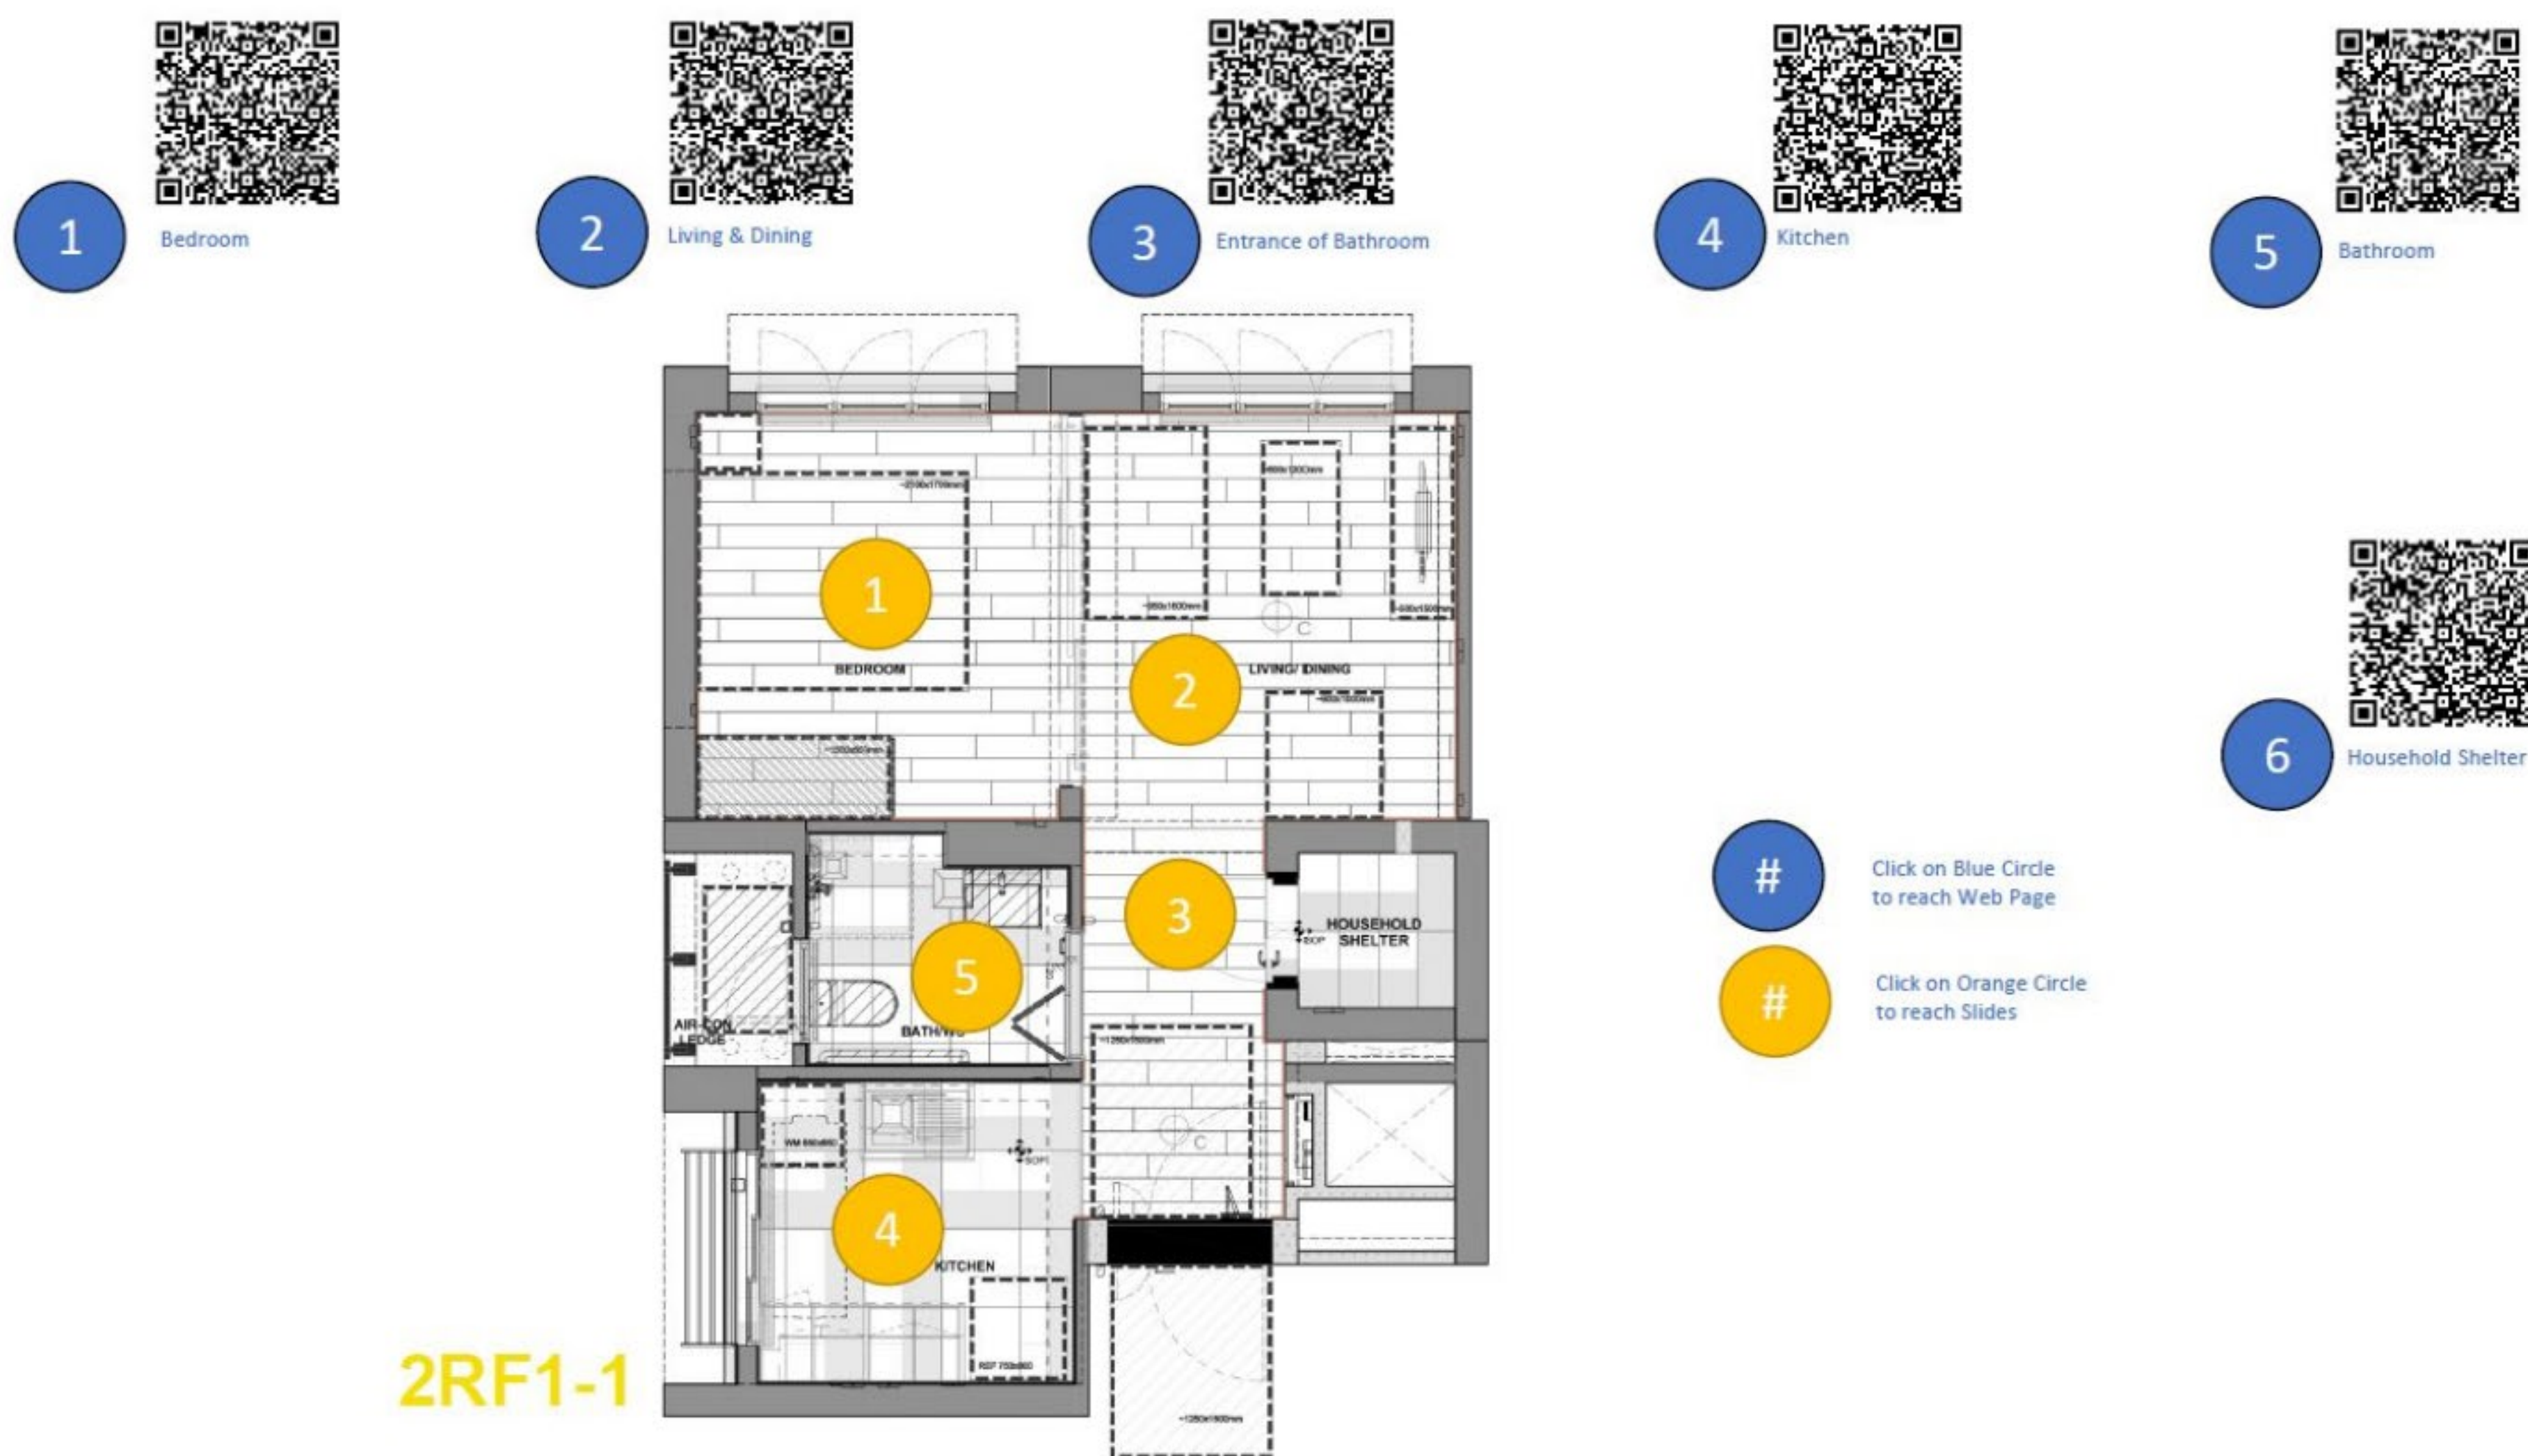 1
Bedroom
2
Living & Dining
3
Entrance of Bathroom
4
Kitchen
5
Bathroom
1
BEDROOM
2
LIVING/ DINING
C
6
Household Shelter
#
Click on Blue Circle
to reach Web Page
3
HOUSEHOLD
SHELTER
5
#
Click on Orange Circle
to reach Slides
AIR-CON
LEDGE
C
4
KITCHEN
2RF1-1